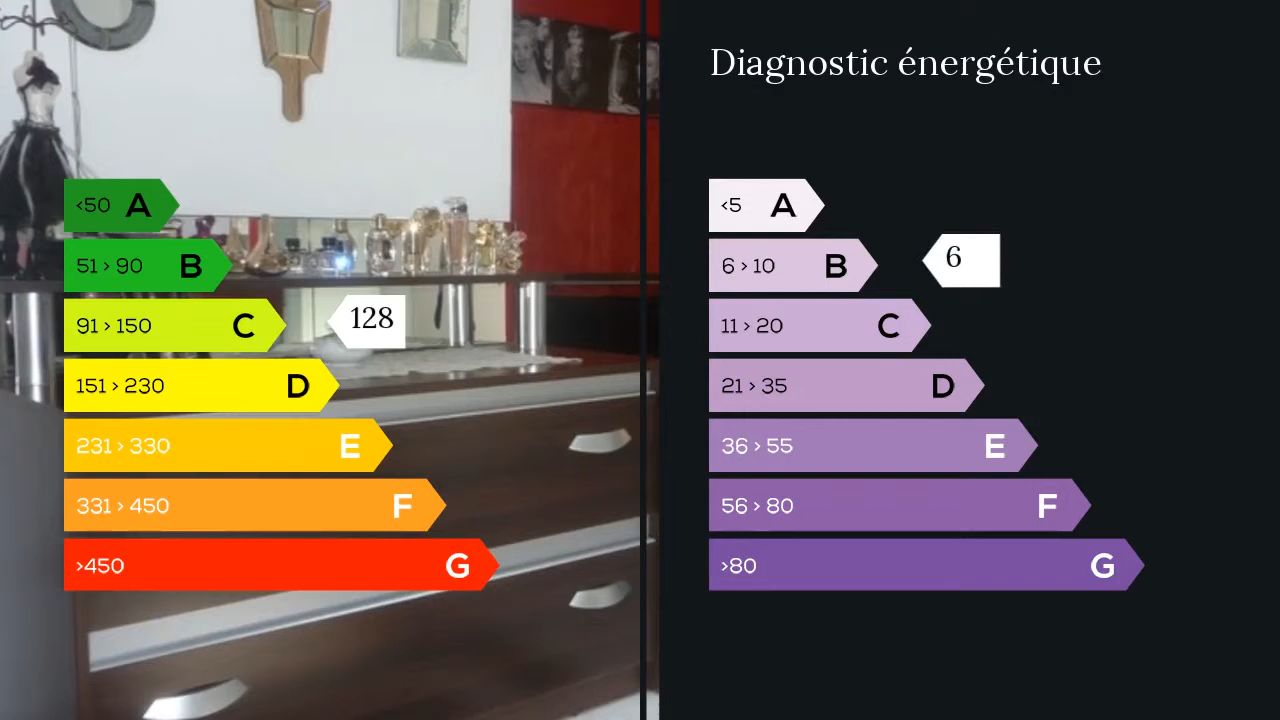 Diagnostic énergétique
<50 A
51 > 90 B
91 > 150 C
128
151 > 230 D
231 > 330 E
331 > 450 F
>450 G
<5 A
6 > 10 B
6
11 > 20 C
21 > 35 D
36 > 55 E
56 > 80 F
>80 G